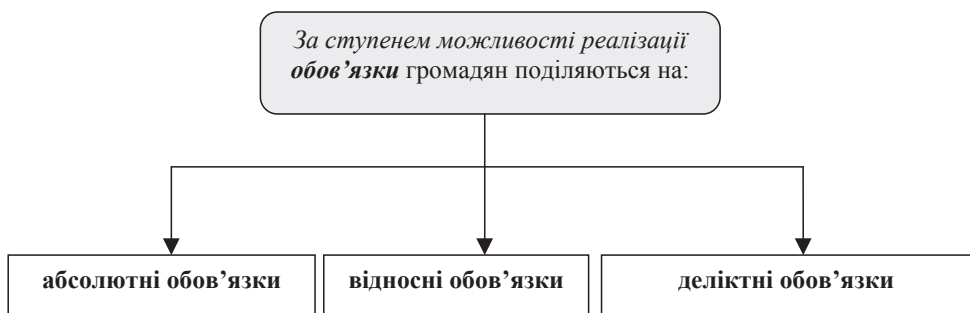 За ступенем можливості реалізації
обов’язки громадян поділяються на:
абсолютні обов’язки
відносні обов’язки
деліктні обов’язки